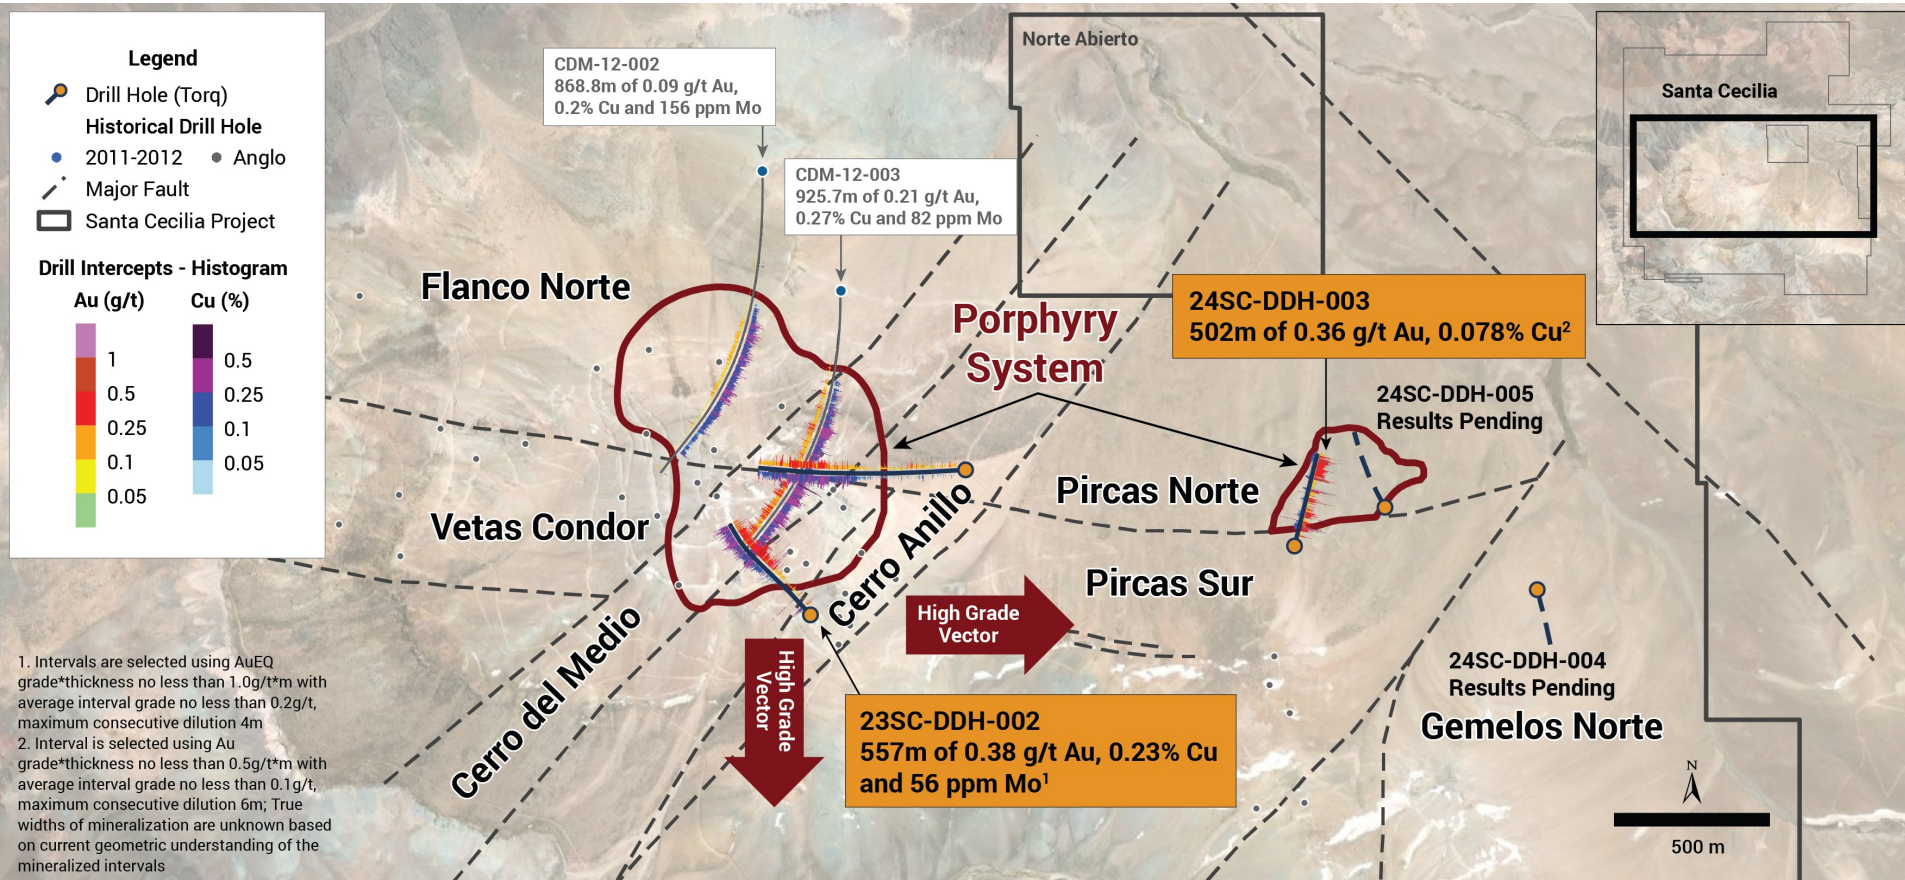 Legend
Drill Hole (Torq)
Historical Drill Hole
2011-2012
Anglo
Major Fault
Santa Cecilia Project
Drill Intercepts - Histogram
Au (g/t)
Cu (%)
1
0.5
0.25
0.1
0.05
0.5
0.25
0.1
0.05
CDM-12-002
868.8m of 0.09 g/t Au,
0.2% Cu and 156 ppm Mo
CDM-12-003
925.7m of 0.21 g/t Au,
0.27% Cu and 82 ppm Mo
Norte Abierto
Santa Cecilia
Flanco Norte
Porphyry
System
24SC-DDH-003
502m of 0.36 g/t Au, 0.078% Cu²
24SC-DDH-005
Results Pending
Pircas Norte
Vetas Condor
Cerro Anillo
Pircas Sur
High Grade
Vector
Cerro del Medio
High Grade
Vector
24SC-DDH-004
Results Pending
Gemelos Norte
23SC-DDH-002
557m of 0.38 g/t Au, 0.23% Cu
and 56 ppm Mo¹
1. Intervals are selected using AuEQ
grade*thickness no less than 1.0g/t*m with
average interval grade no less than 0.2g/t,
maximum consecutive dilution 4m
2. Interval is selected using Au
grade*thickness no less than 0.5g/t*m with
average interval grade no less than 0.1g/t,
maximum consecutive dilution 6m; True
widths of mineralization are unknown based
on current geometric understanding of the
mineralized intervals
N
500 m